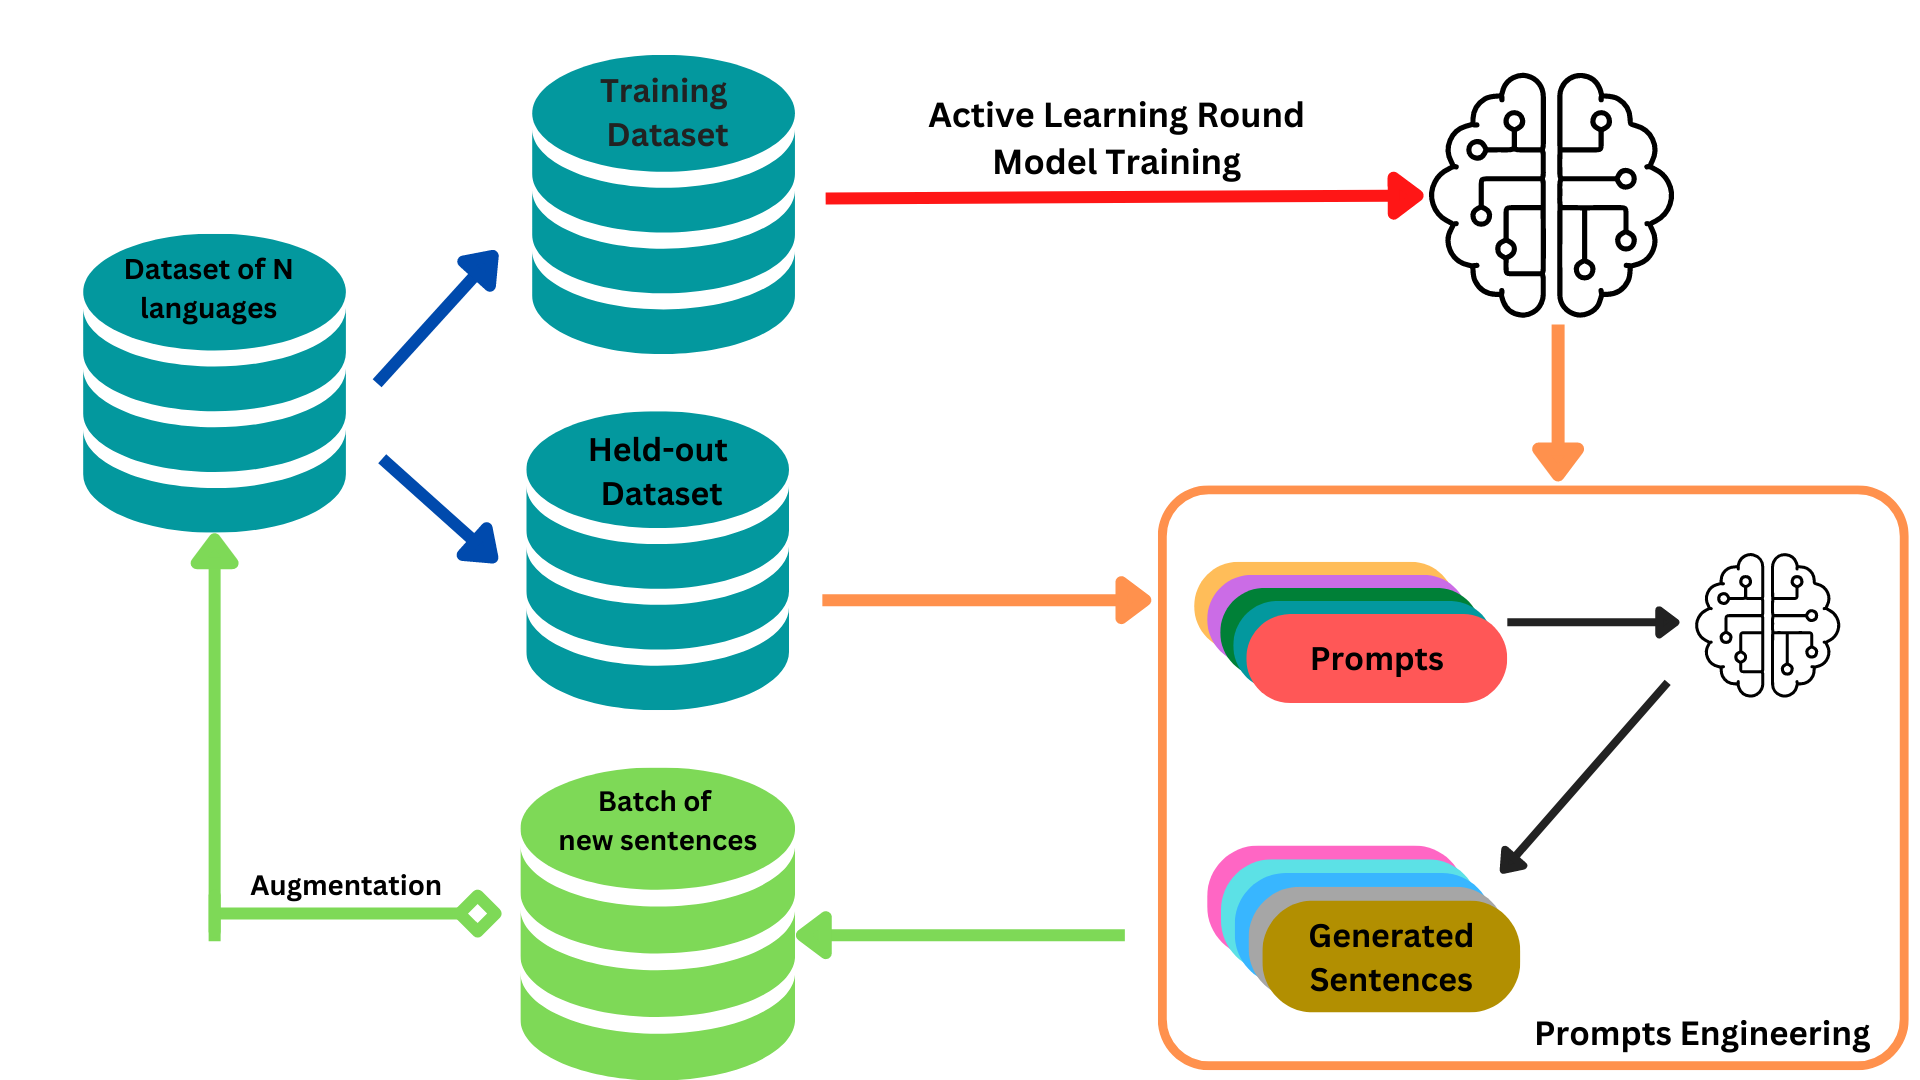 Training
Dataset
Active Learning Round
Model Training
Dataset of N
languages
Held-out
Dataset
Prompts
Batch of
new sentences
Augmentation
Generated
Sentences
Prompts Engineering